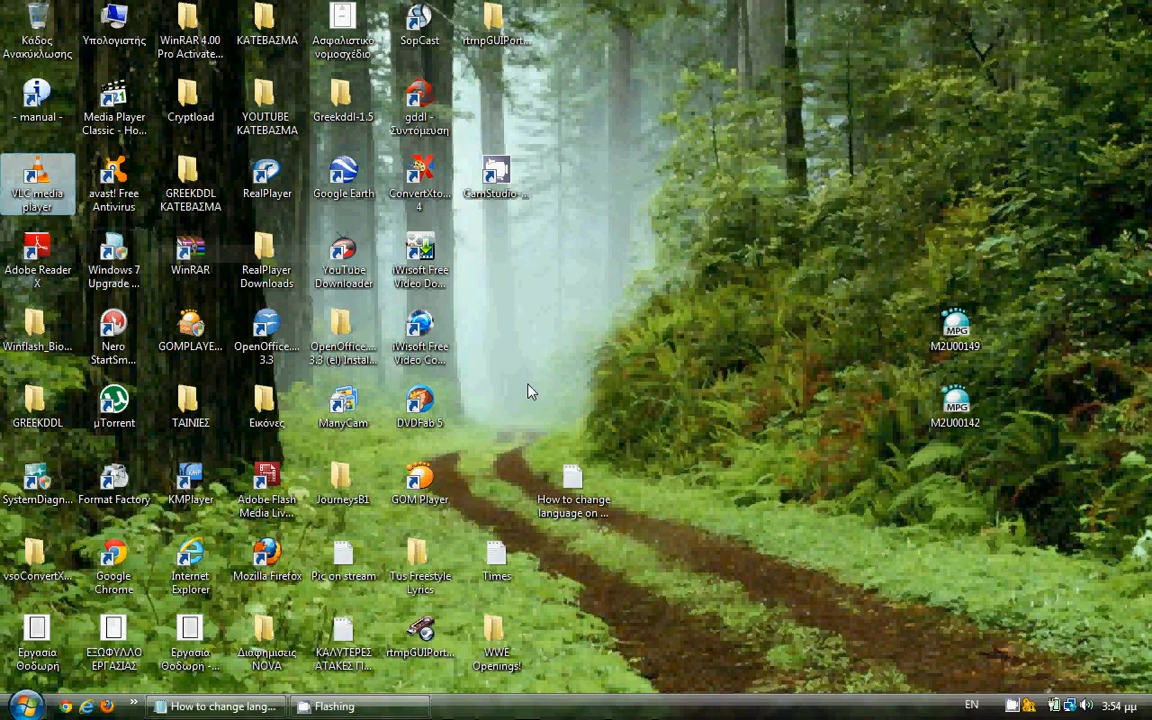 Κάδος
Ανακύκλωσης
Υπολογιστής
WinRAR 4.00
Pro Activate...
ΚΑΤΕΒΑΣΜΑ
Ασφαλιστικό
νομοσχέδιο
SopCast
rtmpGUIPort...
- manual -
Media Player
Classic - Ho...
Cryptload
YOUTUBE
ΚΑΤΕΒΑΣΜΑ
Greekddl-1.5
gddl -
Συντόμευση
VLC media
player
avast! Free
Antivirus
GREEKDDL
ΚΑΤΕΒΑΣΜΑ
RealPlayer
Google Earth
ConvertXto...
4
CamStudio -...
Adobe Reader
X
Windows 7
Upgrade ...
WinRAR
RealPlayer
Downloads
YouTube
Downloader
iWisoft Free
Video Do...
Winflash_Bio...
Nero
StartSm...
GOMPLAYE...
OpenOffice....
3.3
OpenOffice....
3.3 (el) Instal...
iWisoft Free
Video Co...
M2U00149
GREEKDDL
µTorrent
ΤΑΙΝΙΕΣ
Εικόνες
ManyCam
DVDFab 5
M2U00142
SystemDiagn...
Format Factory
KMPlayer
Adobe Flash
Media Liv...
JourneysB1
GOM Player
How to change
language on ...
vsoConvertX...
Google
Chrome
Internet
Explorer
Mozilla Firefox
Pic on stream
Tus Freestyle
Lyrics
Times
Εργασία
Θοδωρή
ΕΞΩΦΥΛΛΟ
ΕΡΓΑΣΙΑΣ
Εργασία
Θοδωρή -...
Διαφημίσεις
NOVA
ΚΑΛΥΤΕΡΕΣ
ΑΤΑΚΕΣ ΓΙ...
rtmpGUIPort...
WWE
Openings!
How to change lang...
Flashing
EN
3:54 μμ